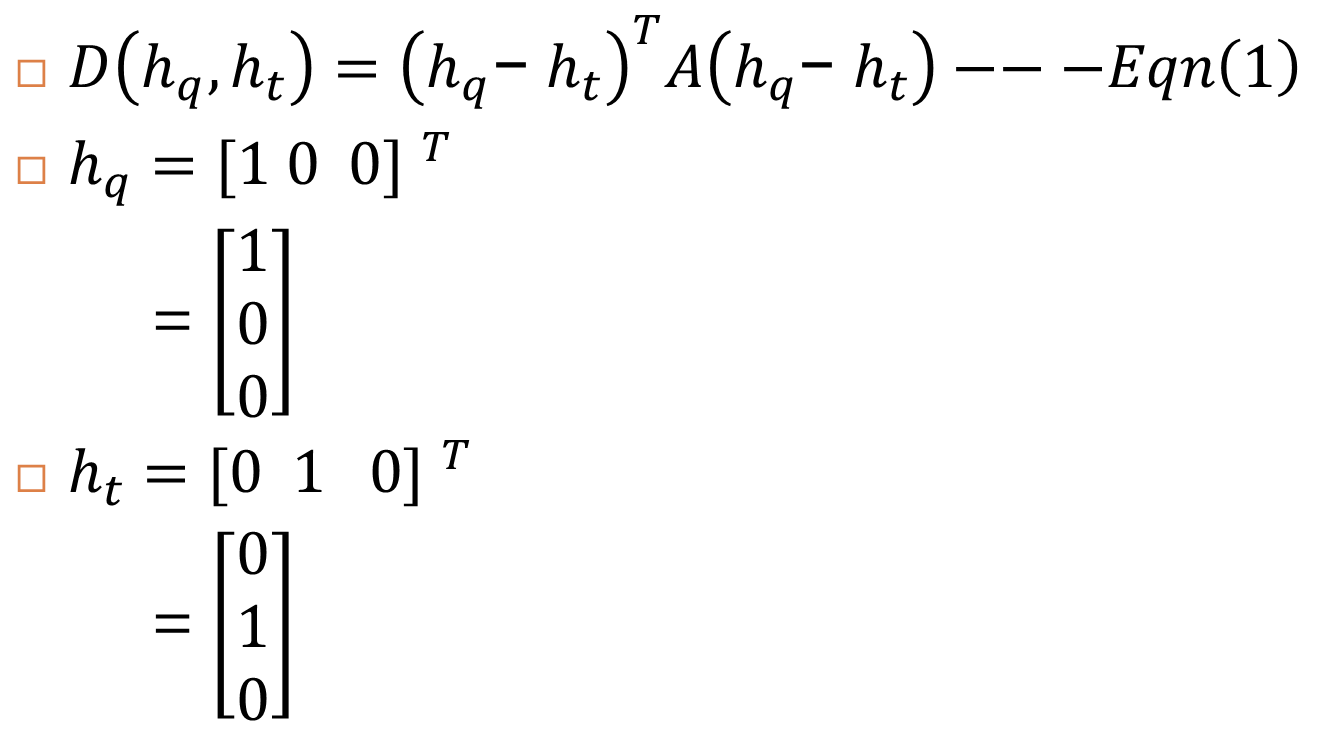 □ D(h_q, h_t) = (h_q − h_t)^T A(h_q − h_t) −− −Eqn(1)
□ h_q = [1 0 0]^T
= [1
0
0]
□ h_t = [0 1 0]^T
= [0
1
0]